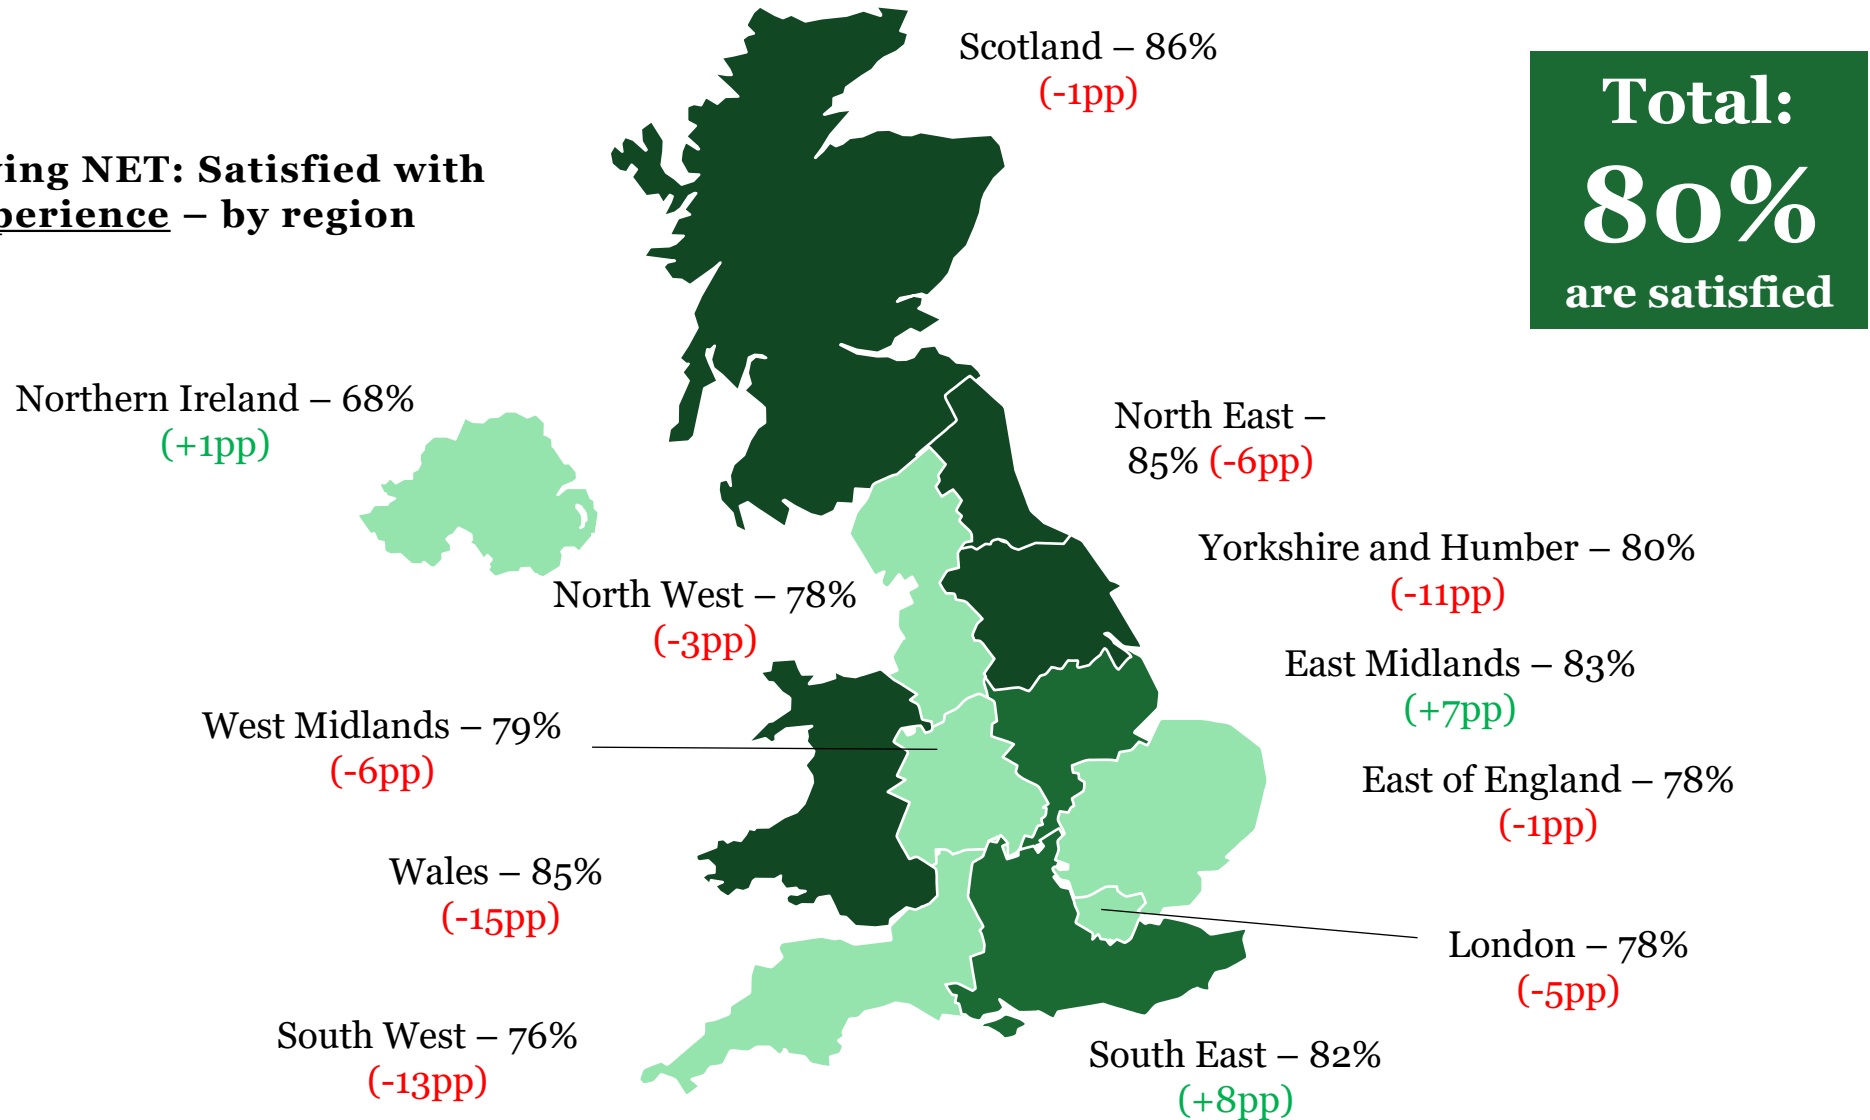 NET: Satisfied with
– by region
Total:
80%
are satisfied
Scotland – 86%
(-1pp)
Northern Ireland – 68%
(+1pp)
North East –
85% (-6pp)
Yorkshire and Humber – 80%
(-11pp)
North West – 78%
(-3pp)
East Midlands – 83%
(+7pp)
West Midlands – 79%
(-6pp)
East of England – 78%
(-1pp)
Wales – 85%
(-15pp)
London – 78%
(-5pp)
South West – 76%
(-13pp)
South East – 82%
(+8pp)